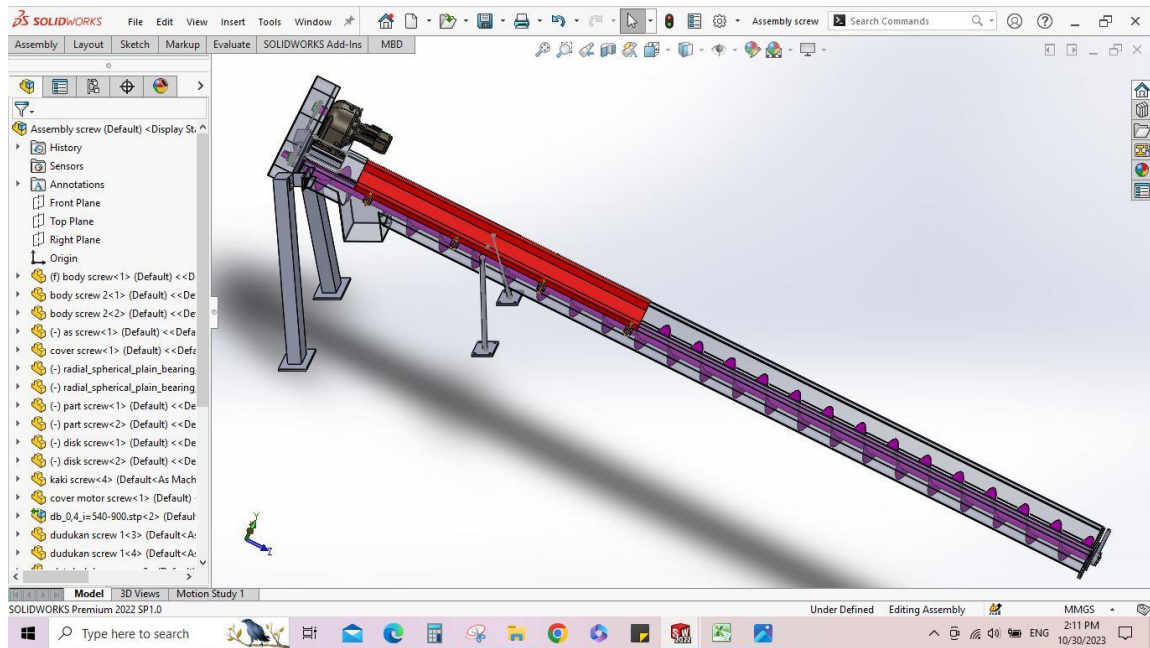 SOLIDWORKS File Edit View Insert Tools Window Assembly screw Search Commands
Assembly Layout Sketch Markup Evaluate SOLIDWORKS Add-Ins MBD
Assembly screw (Default) <Display Sta
History
Sensors
Annotations
Front Plane
Top Plane
Right Plane
Origin
(f) body screw<1> (Default) <<D
body screw 2<1> (Default) <<De
body screw 2<2> (Default) <<De
(-) as screw<1> (Default) <<Defa
cover screw<1> (Default) <<Defa
(-) radial_spherical_plain_bearing_
(-) radial_spherical_plain_bearing_
(-) part screw<1> (Default) <<De
(-) part screw<2> (Default) <<De
(-) disk screw<1> (Default) <<De
(-) disk screw<2> (Default) <<De
kaki screw<4> (Default<As Mach
cover motor screw<1> (Default)
db_0,4_i=540-900.stp<2> (Defaul
dudukan screw 1<3> (Default<A
dudukan screw 1<4> (Default<A
Y
Z
Model 3D Views Motion Study 1
SOLIDWORKS Premium 2022 SP1.0 Under Defined Editing Assembly MMGS
Type here to search ENG 2:11 PM
10/30/2023